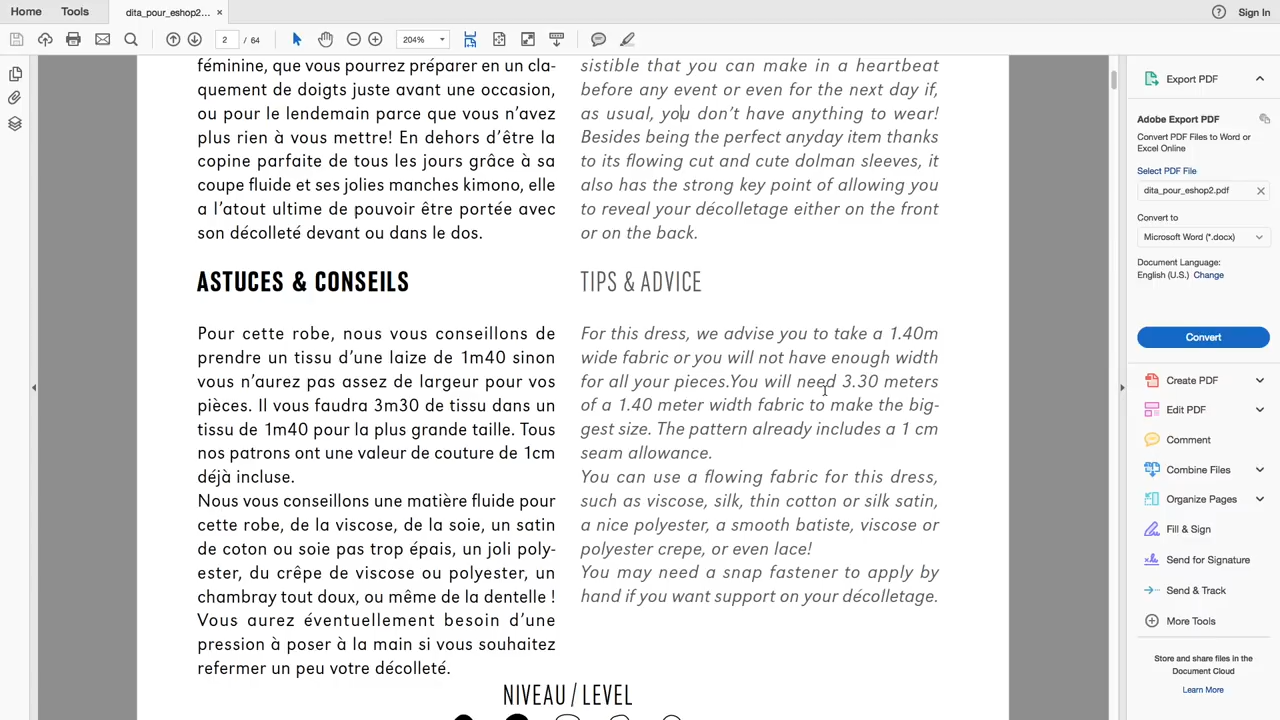 Home
Tools
dita_pour_eshop2...
×
Sign In
2
/ 64
204%
féminine, que vous pourrez préparer en un cla-
quement de doigts juste avant une occasion,
ou pour le lendemain parce que vous n'avez
plus rien à vous mettre! En dehors d'être la
copine parfaite de tous les jours grâce à sa
coupe fluide et ses jolies manches kimono, elle
a l'atout ultime de pouvoir être portée avec
son décolleté devant ou dans le dos.
ASTUCES & CONSEILS
Pour cette robe, nous vous conseillons de
prendre un tissu d'une laize de 1m40 sinon
vous n'aurez pas assez de largeur pour vos
pièces. Il vous faudra 3m30 de tissu dans un
tissu de 1m40 pour la plus grande taille. Tous
nos patrons ont une valeur de couture de 1cm
déjà incluse.
Nous vous conseillons une matière fluide pour
cette robe, de la viscose, de la soie, un satin
de coton ou soie pas trop épais, un joli poly-
ester, du crêpe de viscose ou polyester, un
chambray tout doux, ou même de la dentelle !
Vous aurez éventuellement besoin d'une
pression à poser à la main si vous souhaitez
refermer un peu votre décolleté.
sistible that you can make in a heartbeat
before any event or even for the next day if,
as usual, you don't have anything to wear!
Besides being the perfect anyday item thanks
to its flowing cut and cute dolman sleeves, it
also has the strong key point of allowing you
to reveal your décolletage either on the front
or on the back.
TIPS & ADVICE
For this dress, we advise you to take a 1.40m
wide fabric or you will not have enough width
for all your pieces.You will need 3.30 meters
of a 1.40 meter width fabric to make the big-
gest size. The pattern already includes a 1 cm
seam allowance.
You can use a flowing fabric for this dress,
such as viscose, silk, thin cotton or silk satin,
a nice polyester, a smooth batiste, viscose or
polyester crepe, or even lace!
You may need a snap fastener to apply by
hand if you want support on your décolletage.
NIVEAU / LEVEL
Export PDF
Adobe Export PDF
Convert PDF Files to Word or
Excel Online
Select PDF File
dita_pour_eshop2.pdf
Convert to
Microsoft Word (*.docx)
Document Language:
English (U.S.) Change
Convert
Create PDF
Edit PDF
Comment
Combine Files
Organize Pages
Fill & Sign
Send for Signature
Send & Track
More Tools
Store and share files in the
Document Cloud
Learn More